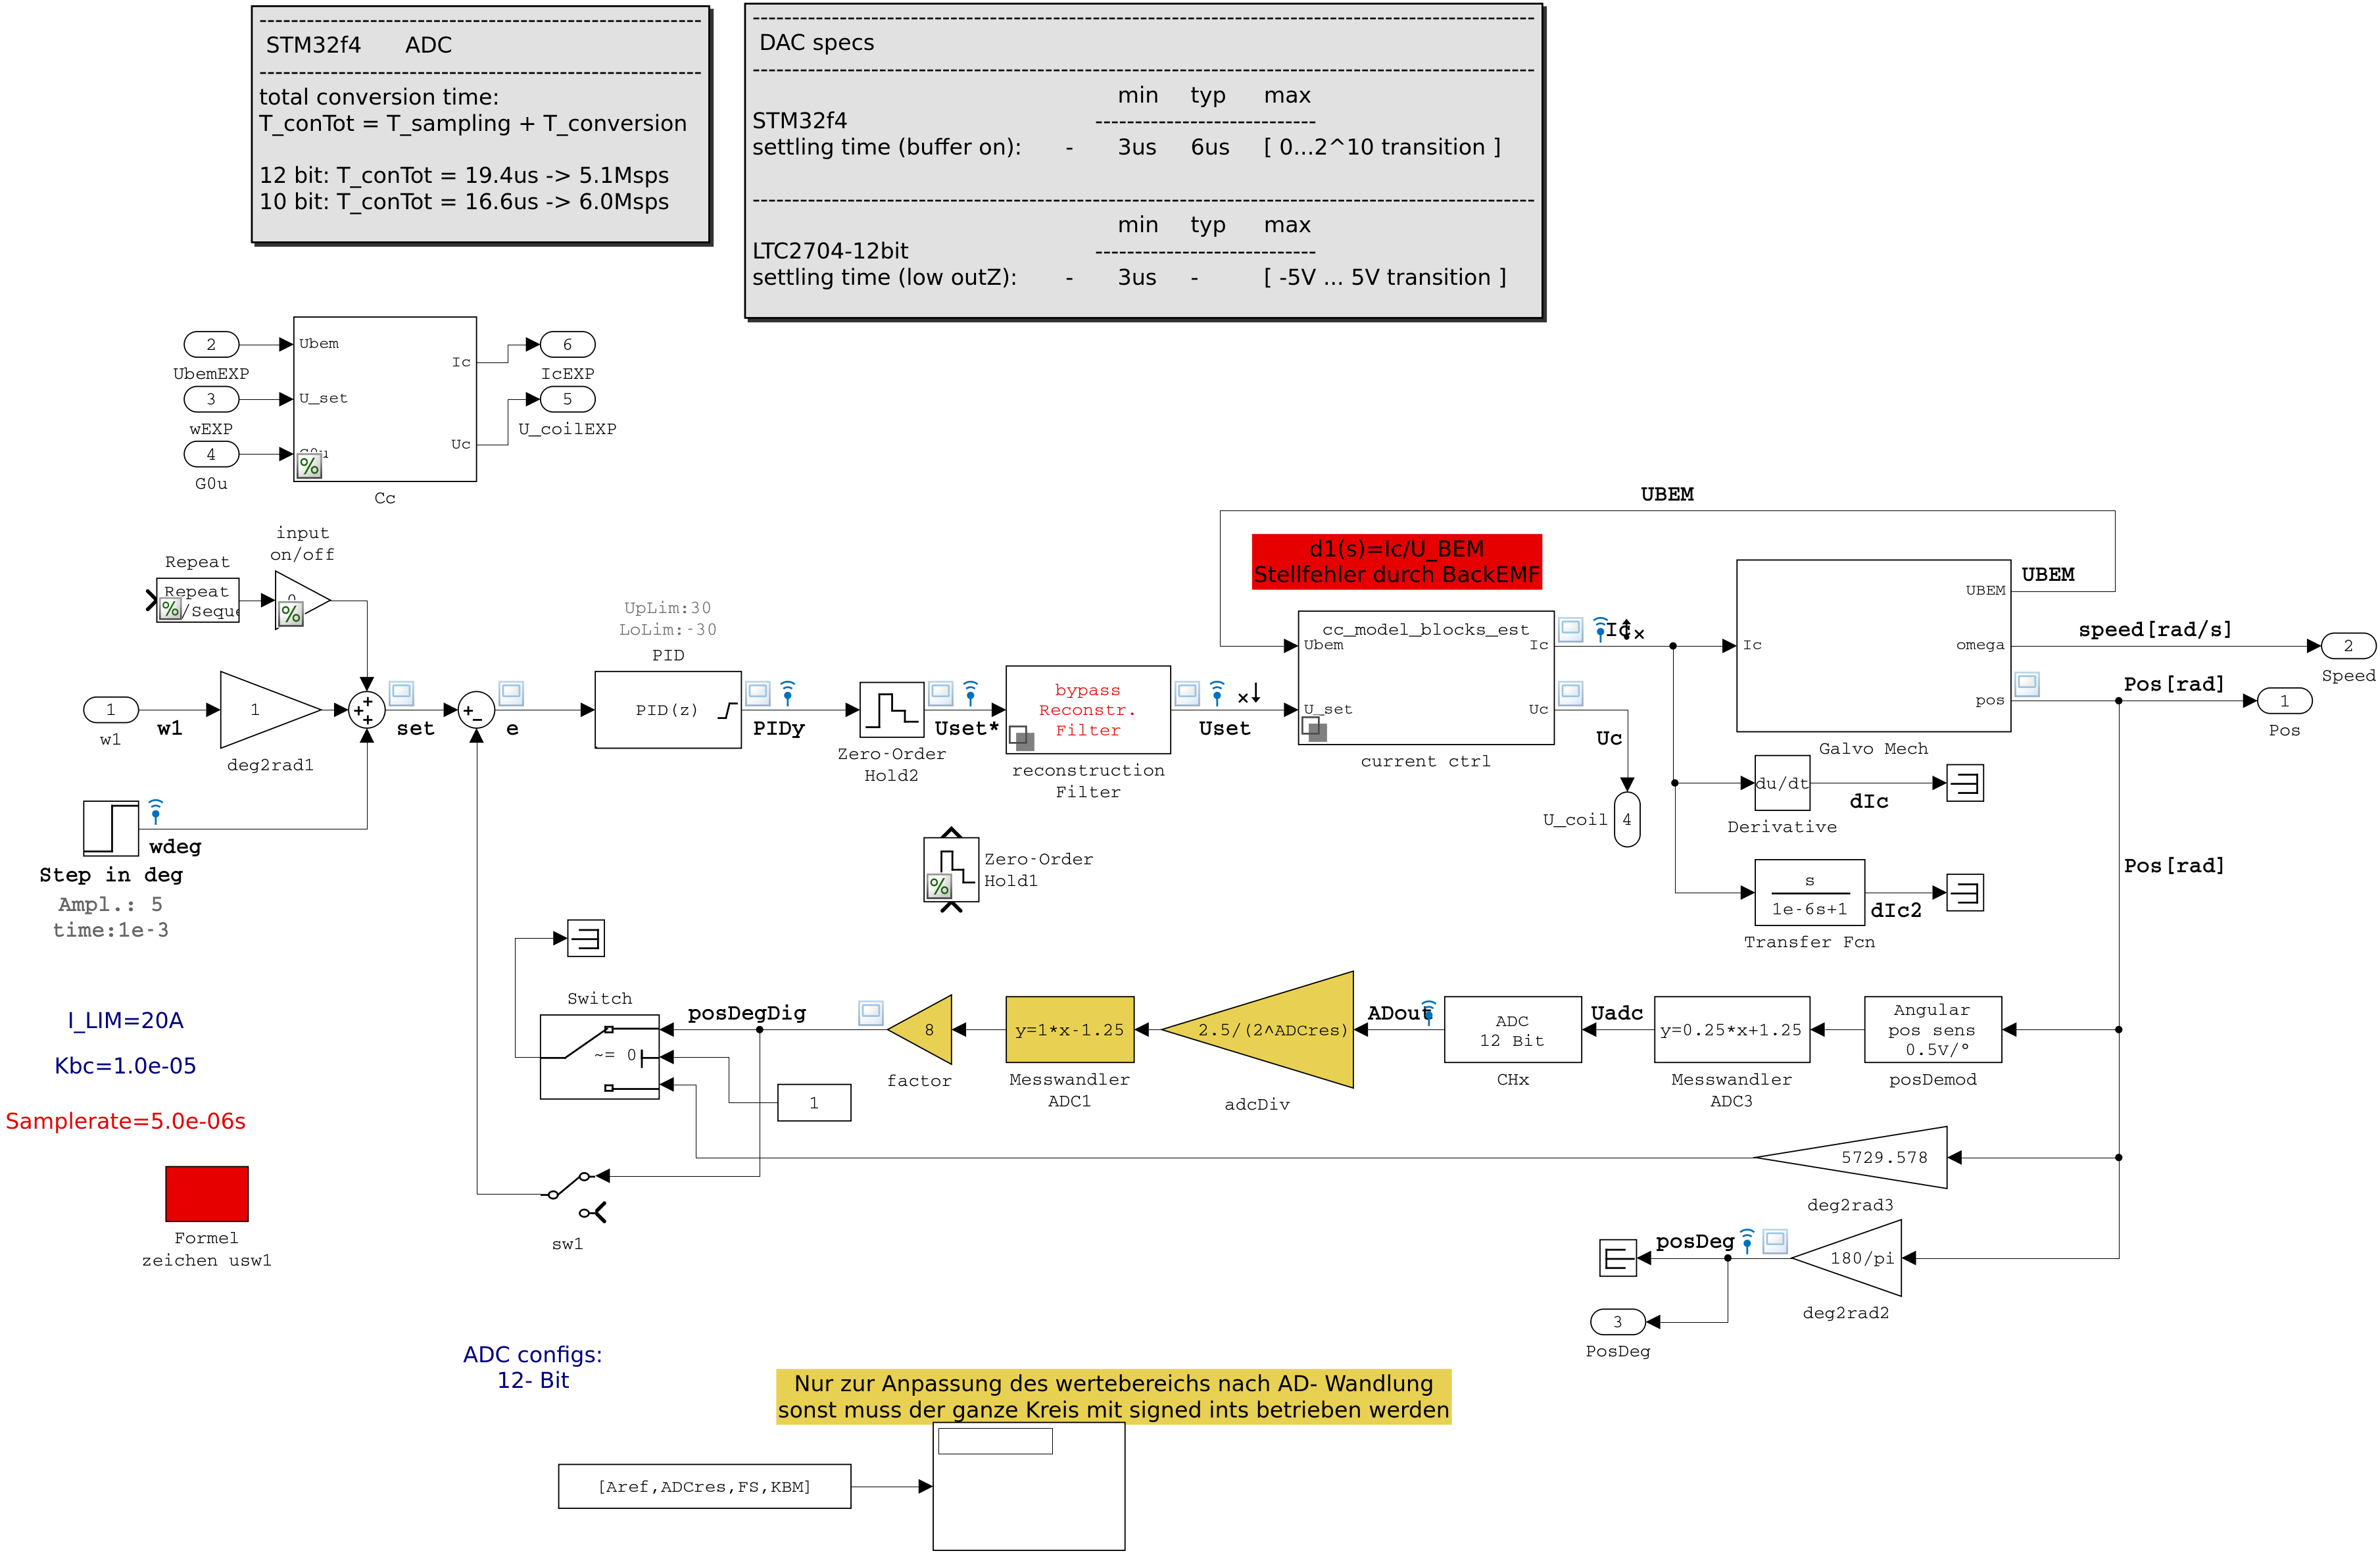 STM32f4 ADC
total conversion time:
T_conTot = T_sampling + T_conversion
12 bit: T_conTot = 19.4us -> 5.1Msps
10 bit: T_conTot = 16.6us -> 6.0Msps
DAC specs
min typ max
STM32f4
settling time (buffer on): - 3us 6us [ 0...2^10 transition ]
min typ max
LTC2704-12bit
settling time (low outZ): - 3us - [ -5V ... 5V transition ]
2
UbemEXP
3
wEXP
4
G0u
Ubem
U_set
Ic
Uc
Cc
6
IcEXP
5
U_coilEXP
input
on/off
Repeat
Repeat
1
w1
w1
1
deg2rad1
set
e
wdeg
Step in deg
Ampl.: 5
time:1e-3
UpLim:30
LoLim:-30
PID
PID(z)
PIDy
Zero-Order
Hold2
Uset*
bypass
Reconstr.
Filter
reconstruction
Filter
Uset
UBEM
d1(s)=Ic/U_BEM
Stellfehler durch BackEMF
cc_model_blocks_est
Ubem
U_set
Ic
Uc
current ctrl
Uc
U_coil
4
Ic
UBEM
omega
pos
Galvo Mech
UBEM
speed[rad/s]
2
Speed
Pos[rad]
1
Pos
du/dt
Derivative
dIc
s
1e-6s+1
Transfer Fcn
dIc2
Pos[rad]
Zero-Order
Hold1
Switch
~= 0
posDegDig
8
factor
y=1*x-1.25
Messwandler
ADC1
2.5/(2^ADCres)
adcDiv
ADout
ADC
12 Bit
CHx
Uadc
y=0.25*x+1.25
Messwandler
ADC3
Angular
pos sens
0.5V/°
posDemod
1
5729.578
deg2rad3
sw1
posDeg
180/pi
deg2rad2
3
PosDeg
I_LIM=20A
Kbc=1.0e-05
Samplerate=5.0e-06s
Formel
zeichen usw1
ADC configs:
12- Bit
Nur zur Anpassung des wertebereichs nach AD- Wandlung
sonst muss der ganze Kreis mit signed ints betrieben werden
[Aref,ADCres,FS,KBM]